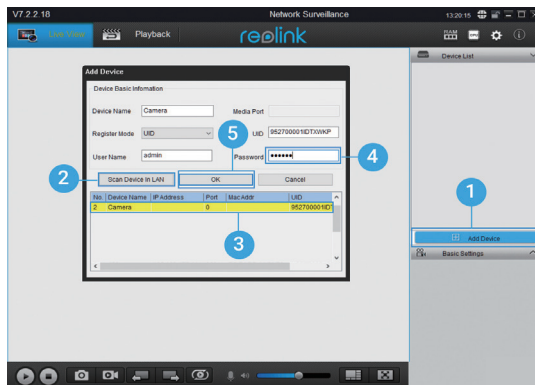 V7.2.2.18 Network Surveillance 13:20:15
Live View Playback reolink
Device List
Add Device
Device Basic Infomation
Device Name Camera Media Port
Register Mode UID UID 952700001IDTXWKP
User Name admin Password ••••••
5
4
2
Scan Device In LAN OK Cancel
1
No. Device Name IP Address Port Mac Addr UID
2 Camera 0 952700001IDT
3
Add Device
Basic Settings